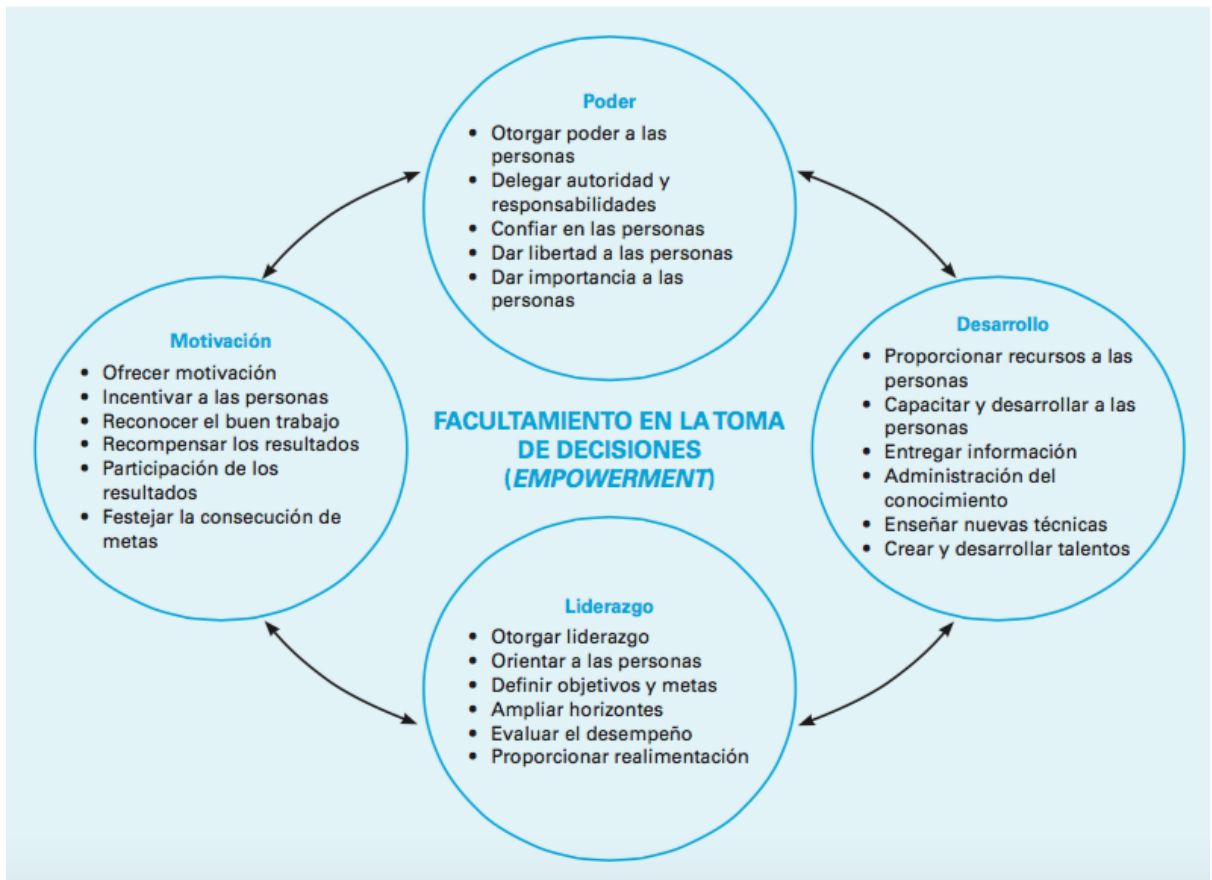 Poder
• Otorgar poder a las
personas
• Delegar autoridad y
responsabilidades
• Confiar en las personas
• Dar libertad a las personas
• Dar importancia a las
personas
Motivación
• Ofrecer motivación
• Incentivar a las personas
• Reconocer el buen trabajo
• Recompensar los resultados
• Participación de los
resultados
• Festejar la consecución de
metas
FACULTAMIENTO EN LA TOMA
DE DECISIONES
(EMPOWERMENT)
Desarrollo
• Proporcionar recursos a las
personas
• Capacitar y desarrollar a las
personas
• Entregar información
• Administración del
conocimiento
• Enseñar nuevas técnicas
• Crear y desarrollar talentos
Liderazgo
• Otorgar liderazgo
• Orientar a las personas
• Definir objetivos y metas
• Ampliar horizontes
• Evaluar el desempeño
• Proporcionar realimentación